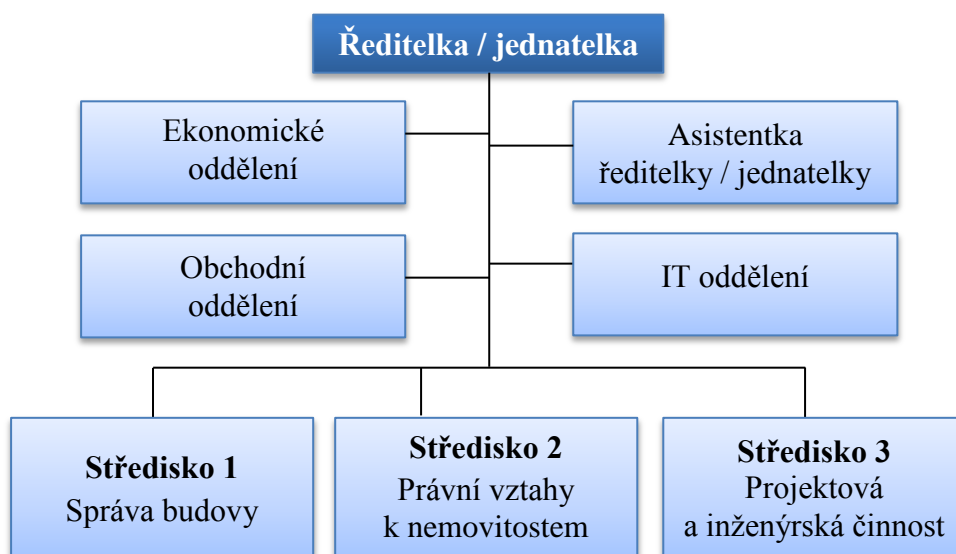 Ředitelka / jednatelka
Ekonomické
oddělení
Asistentka
ředitelky / jednatelky
Obchodní
oddělení
IT oddělení
Středisko 1
Správa budovy
Středisko 2
Právní vztahy
k nemovitostem
Středisko 3
Projektová
a inženýrská činnost